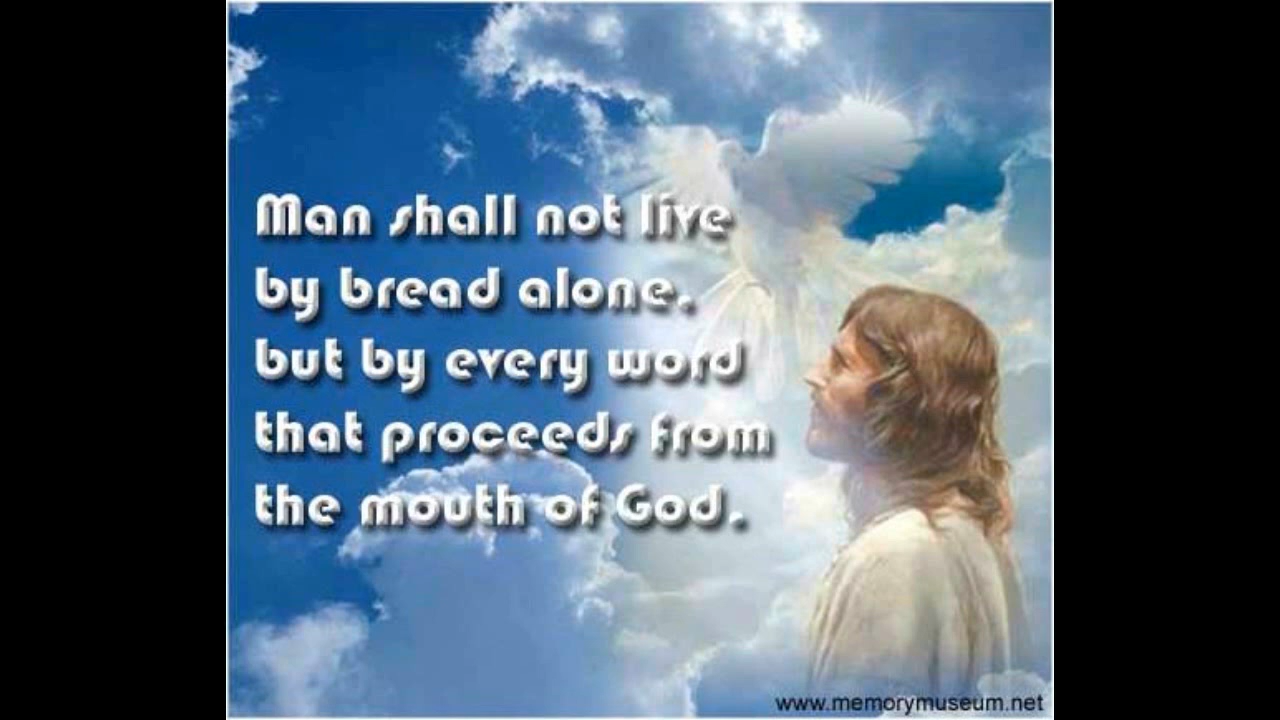 Man shall not live
by bread alone,
but by every word
that proceeds from
the mouth of God.
www.memorymuseum.net